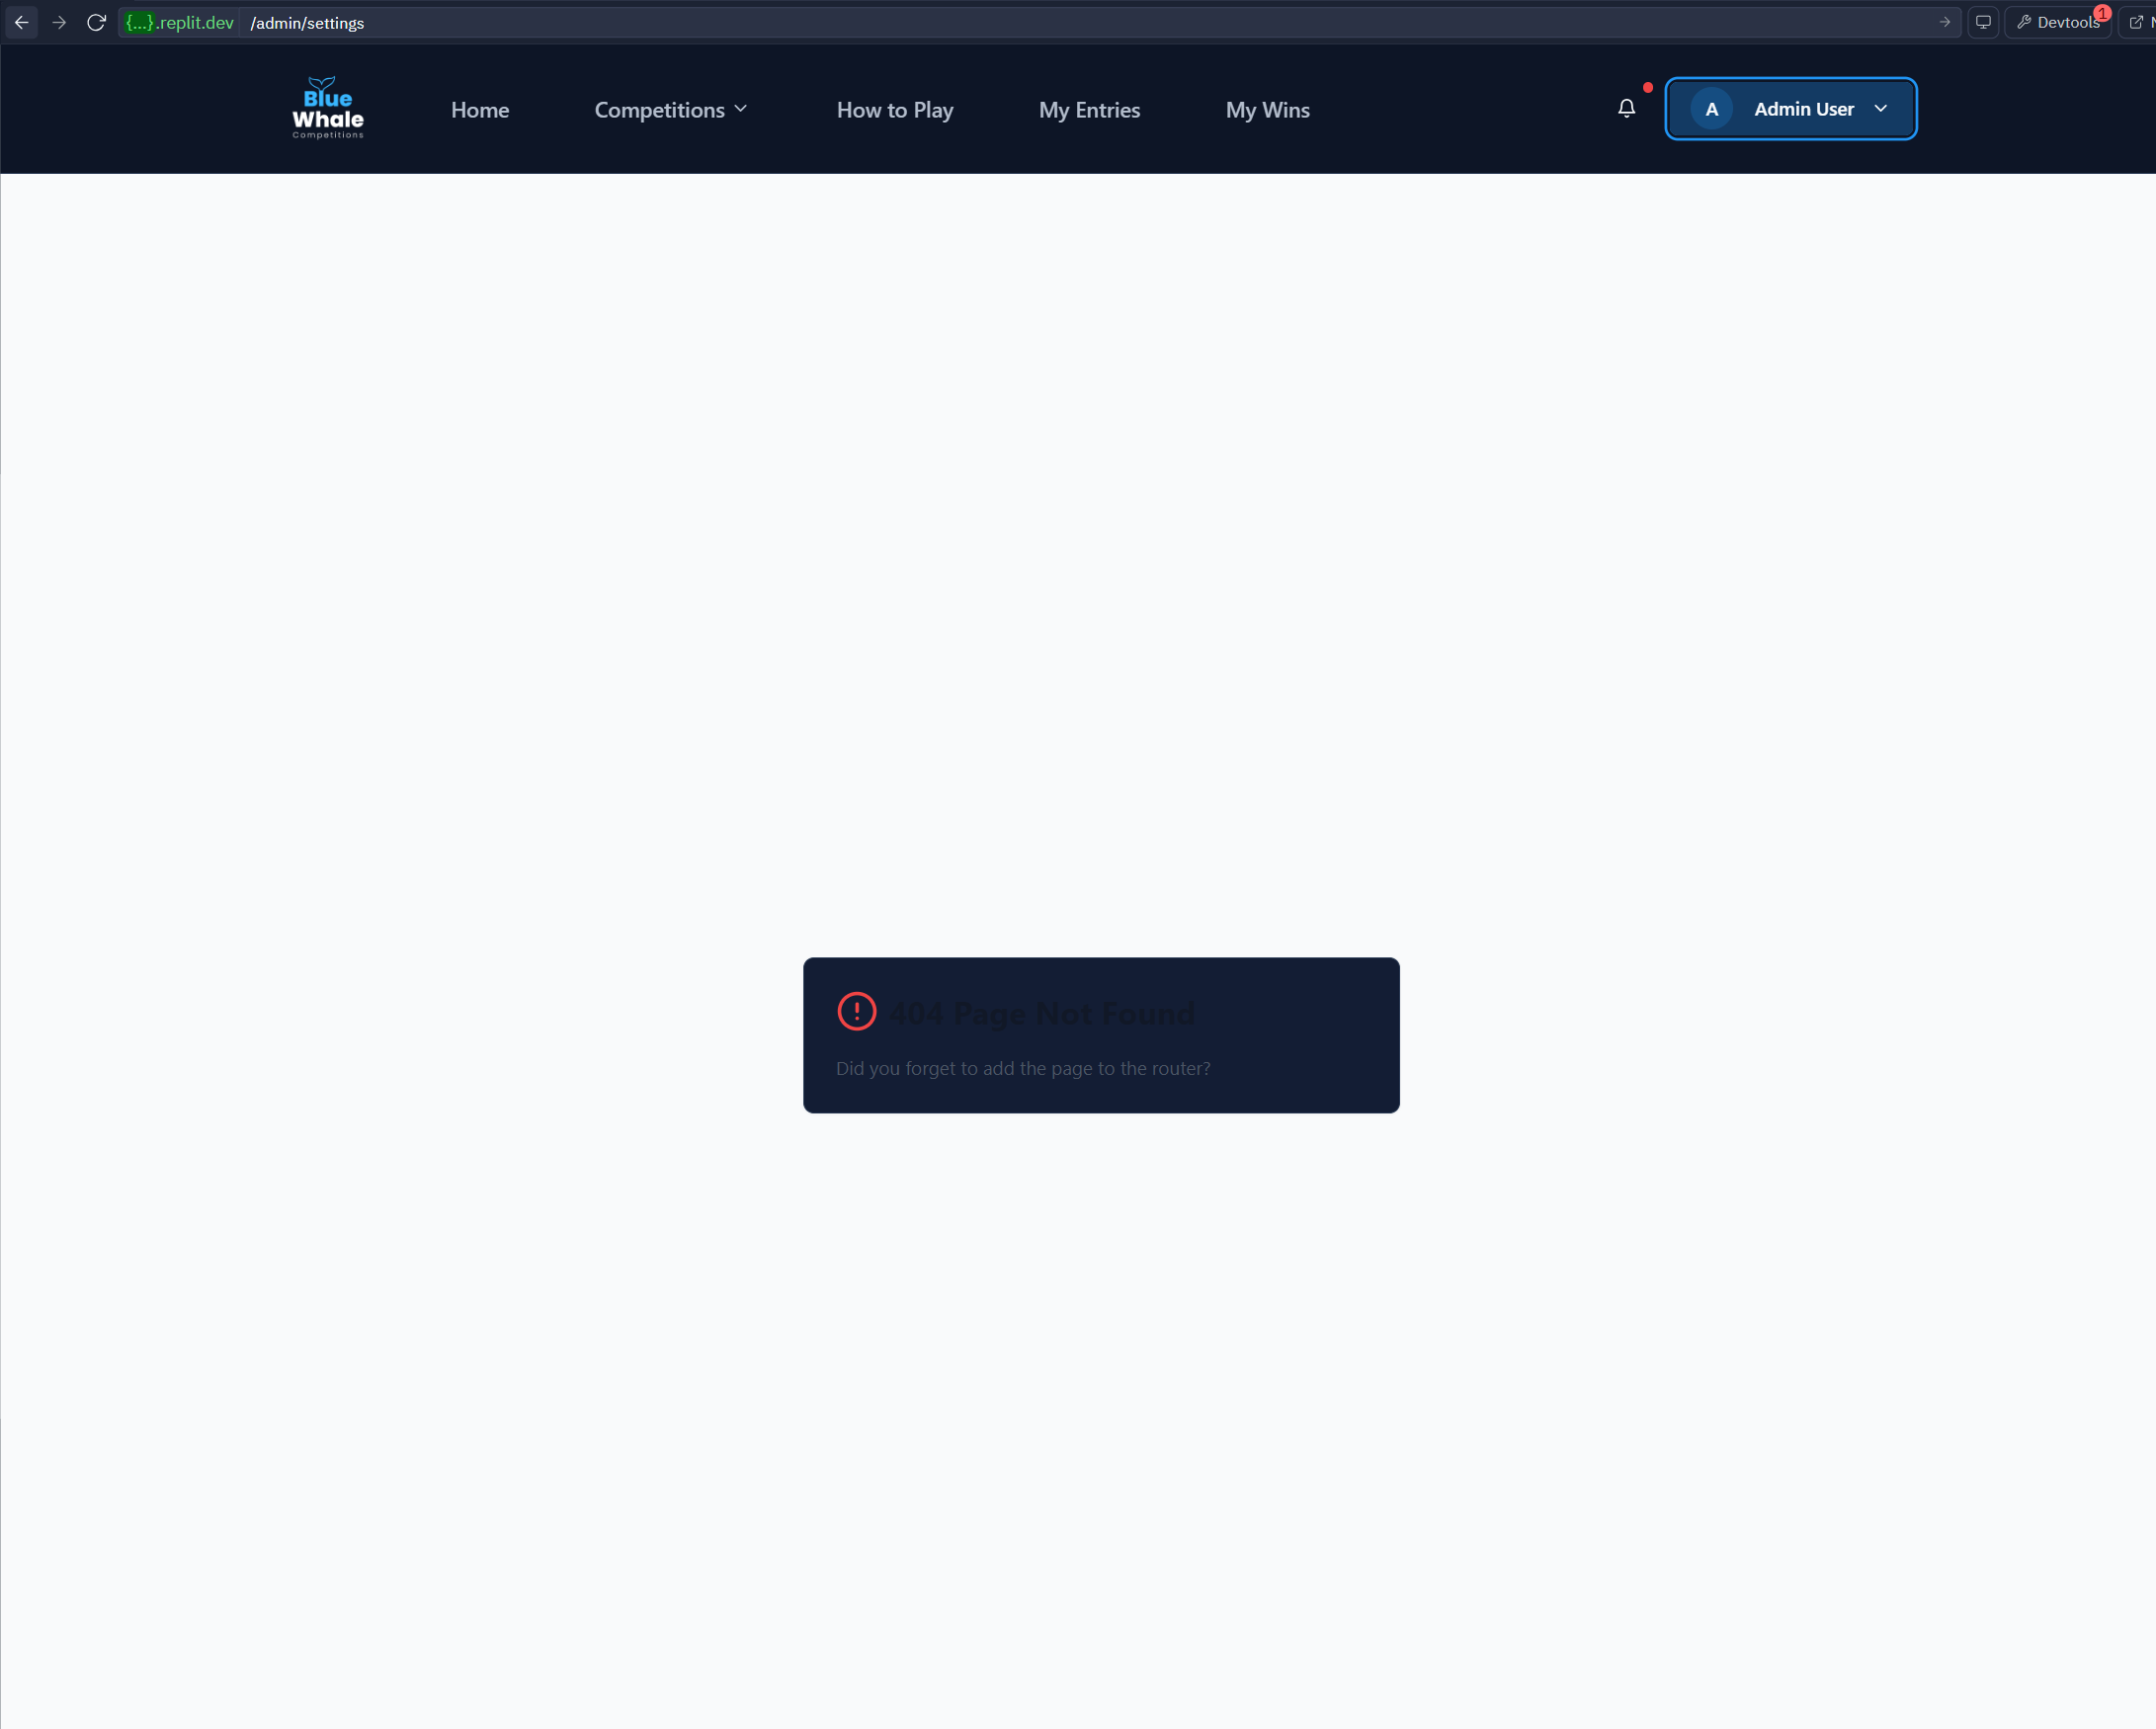 {...}.replit.dev /admin/settings
Devtools 1
Blue
Whale
Competitions
Home Competitions How to Play My Entries My Wins
A Admin User
404 Page Not Found
Did you forget to add the page to the router?